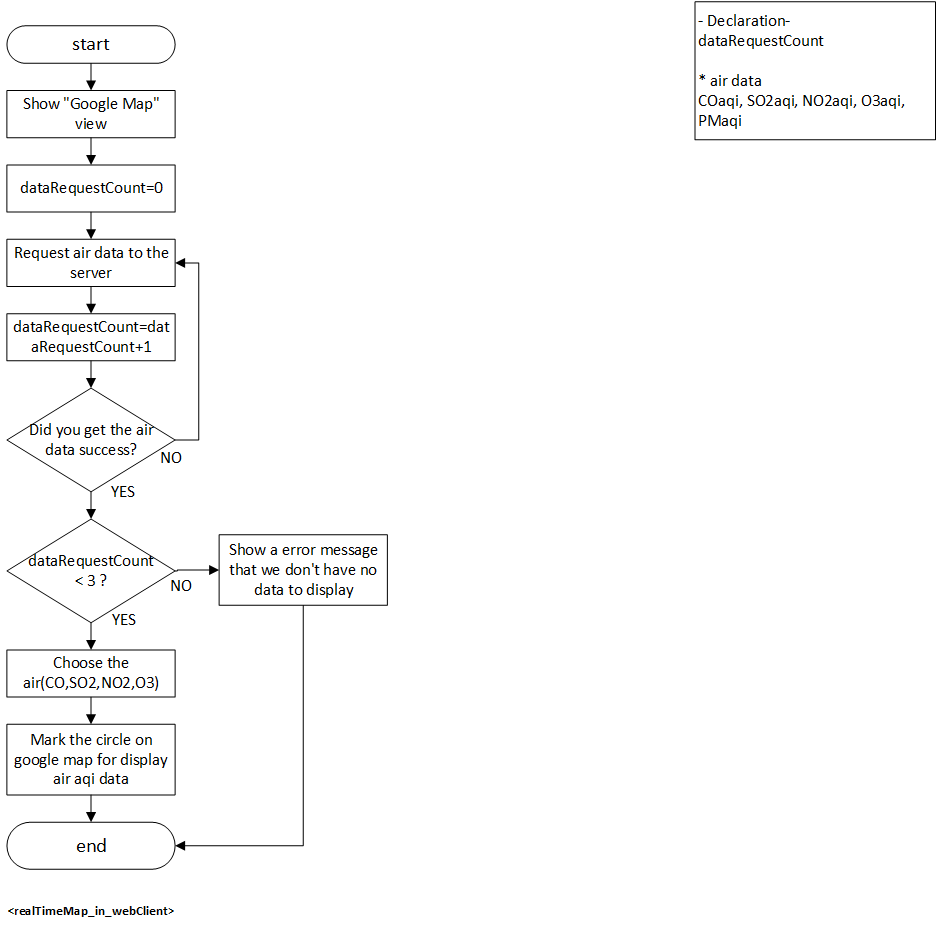 start
Show "Google Map"
view
dataRequestCount=0
Request air data to the
server
dataRequestCount=dat
aRequestCount+1
Did you get the air
data success?
NO
YES
dataRequestCount
< 3 ?
NO
YES
Show a error message
that we don't have no
data to display
Choose the
air(CO,SO2,NO2,O3)
Mark the circle on
google map for display
air aqi data
end
<realTimeMap_in_webClient>
- Declaration-
dataRequestCount
* air data
COaqi, SO2aqi, NO2aqi, O3aqi,
PMaqi